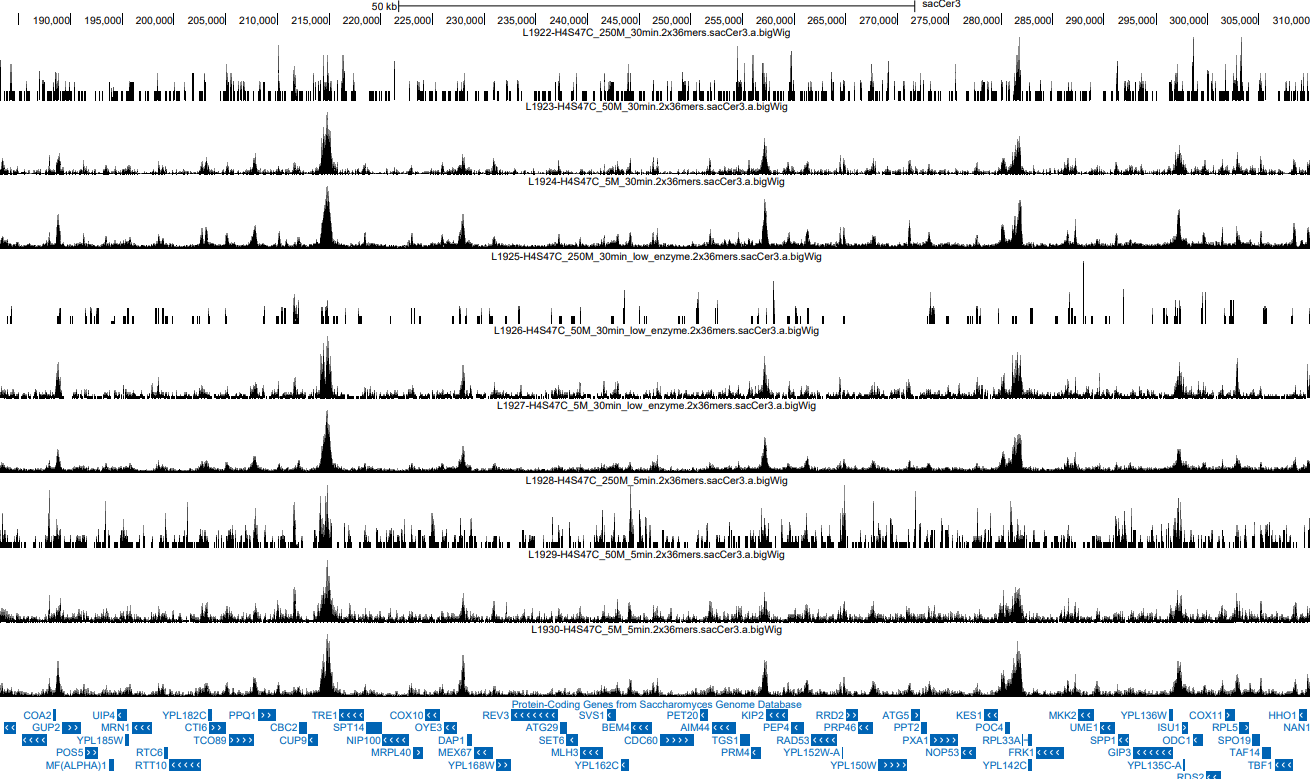 50 kb sacCer3
190,000 195,000 200,000 205,000 210,000 215,000 220,000 225,000 230,000 235,000 240,000 245,000 250,000 255,000 260,000 265,000 270,000 275,000 280,000 285,000 290,000 295,000 300,000 305,000 310,000
L1922-H4S47C_250M_30min.2x36mers.sacCer3.a.bigWig
L1923-H4S47C_50M_30min.2x36mers.sacCer3.a.bigWig
L1924-H4S47C_5M_30min.2x36mers.sacCer3.a.bigWig
L1925-H4S47C_250M_30min_low_enzyme.2x36mers.sacCer3.a.bigWig
L1926-H4S47C_50M_30min_low_enzyme.2x36mers.sacCer3.a.bigWig
L1927-H4S47C_5M_30min_low_enzyme.2x36mers.sacCer3.a.bigWig
L1928-H4S47C_250M_5min.2x36mers.sacCer3.a.bigWig
L1929-H4S47C_50M_5min.2x36mers.sacCer3.a.bigWig
L1930-H4S47C_5M_5min.2x36mers.sacCer3.a.bigWig
Protein-Coding Genes from Saccharomyces Genome Database
COA2 UIP4 YPL182C PPQ1 TRE1 COX10 REV3 SVS1 PET20 KIP2 RRD2 ATG5 KES1 MKK2 YPL136W COX11 HHO1
GUP2 MRN1 CTI6 CBC2 SPT14 OYE3 ATG29 BEM4 AIM44 PEP4 PRP46 PPT2 POC4 UME1 ISU1 RPL5 NAN1
YPL185W TCO89 CUP9 NIP100 DAP1 SET6 CDC60 TGS1 RAD53 PXA1 RPL33A SPP1 ODC1 SPO19
POS5 RTC6 MRPL40 MEX67 MLH3 PRM4 YPL152W-A NOP53 FRK1 GIP3 TAF14
MF(ALPHA)1 RTT10 YPL168W YPL162C YPL150W YPL142C YPL135C-A TBF1
RDS2